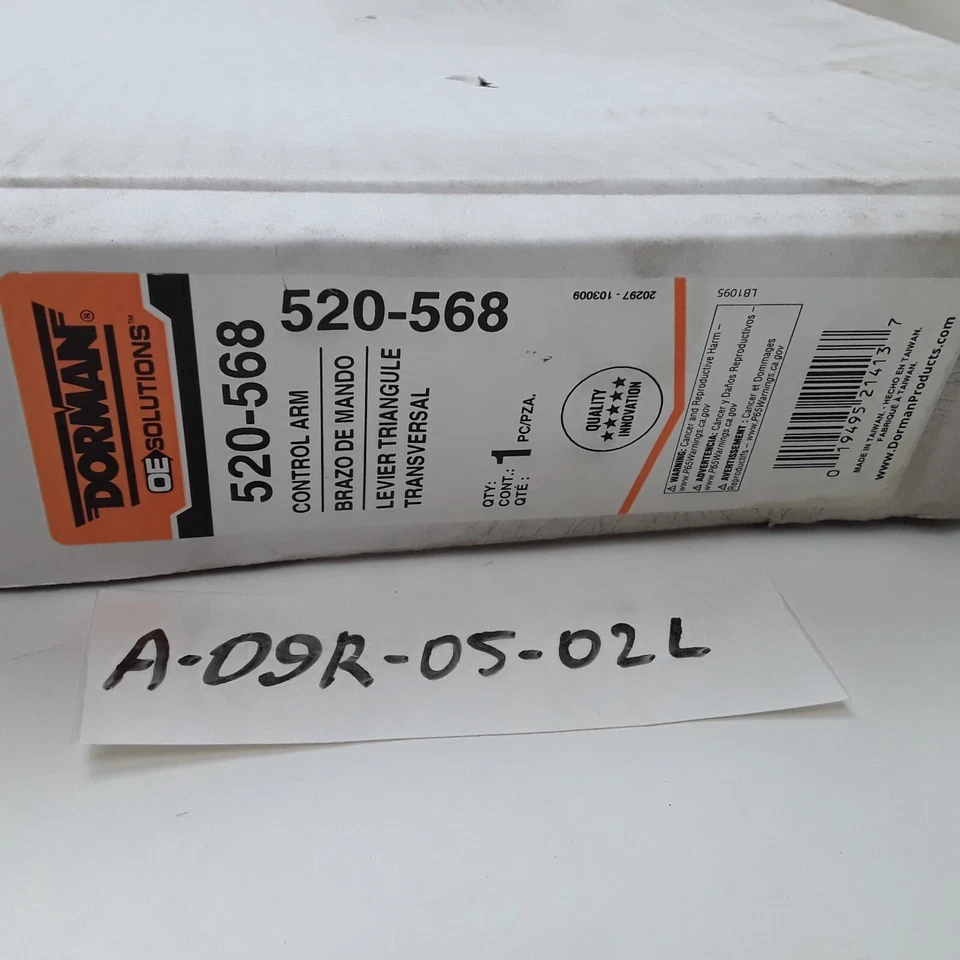 DORMAN®
OE SOLUTIONS™
520-568
520-568
CONTROL ARM
BRAZO DE MANDO
LEVIER TRIANGULE
TRANSVERSAL
QTY:
CONT.: 1 PC/PZA.
QTÉ :
QUALITY
★★★★★
★★★★
INNOVATION
20297 - 103009
LB1095
⚠ WARNING: Cancer and Reproductive Harm –
www.P65Warnings.ca.gov
⚠ ADVERTENCIA: Cáncer y Daños Reproductivos –
www.P65Warnings.ca.gov
⚠ AVERTISSEMENT : Cancer et Dommages
Reproductifs – www.P65Warnings.ca.gov
0 19495 21413 7
MADE IN TAIWAN. - HECHO EN TAIWAN.
FABRIQUÉ À TAIWAN.
www.DormanProducts.com
A-09R-05-02L